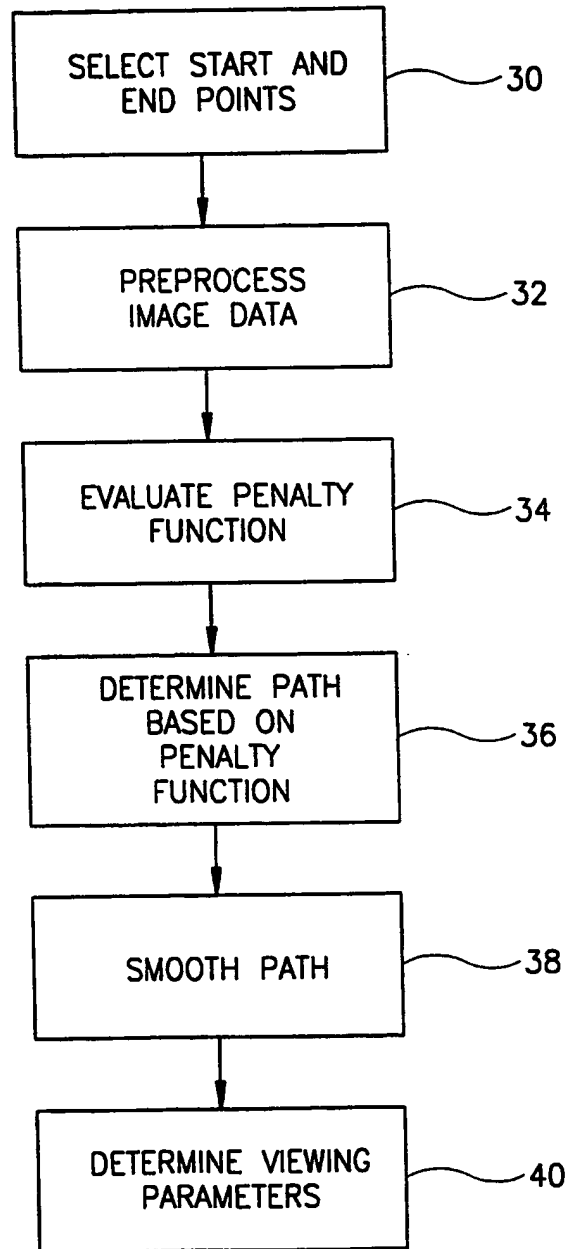 SELECT START AND
END POINTS
30
PREPROCESS
IMAGE DATA
32
EVALUATE PENALTY
FUNCTION
34
DETERMINE PATH
BASED ON
PENALTY
FUNCTION
36
SMOOTH PATH
38
DETERMINE VIEWING
PARAMETERS
40